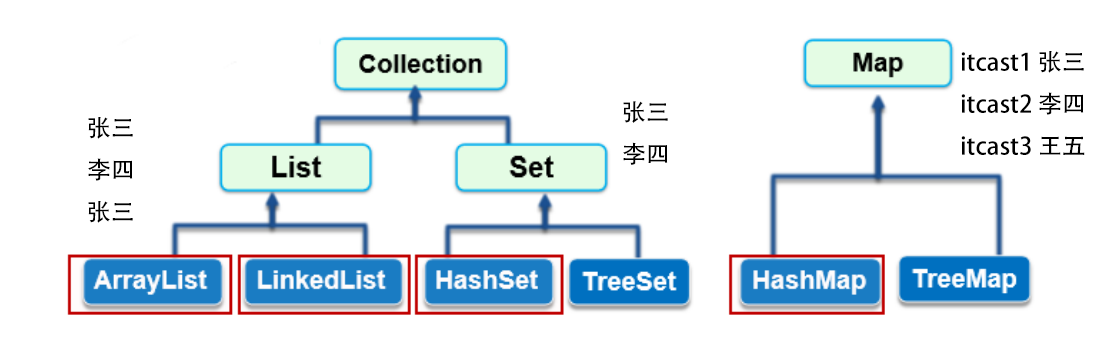 Collection
张三
李四
张三
List
张三
李四
Set
ArrayList
LinkedList
HashSet
TreeSet
Map
itcast1 张三
itcast2 李四
itcast3 王五
HashMap
TreeMap